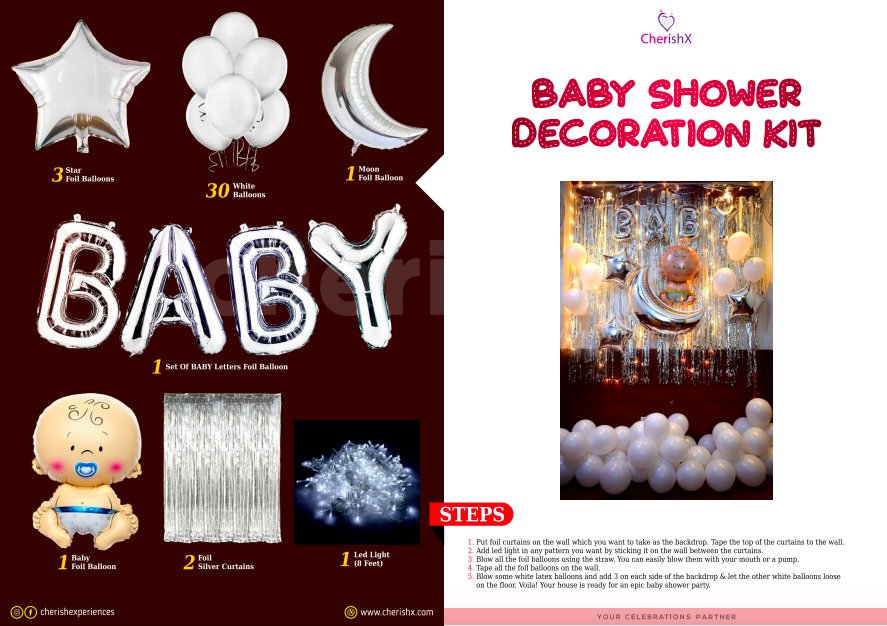 3 Star
Foil Balloons
30 White
Balloons
1 Moon
Foil Balloon
BABY
cheri
1 Set Of BABY Letters Foil Balloon
1 Baby
Foil Balloon
2 Foil
Silver Curtains
1 Led Light
(8 Feet)
cherishexperiences
www.cherishx.com
CherishX
BABY SHOWER
DECORATION KIT
BABY
STEPS
1. Put foil curtains on the wall which you want to take as the backdrop. Tape the top of the curtains to the wall.
2. Add led light in any pattern you want by sticking it on the wall between the curtains.
3. Blow all the foil balloons using the straw. You can easily blow them with your mouth or a pump.
4. Tape all the foil balloons on the wall.
5. Blow some white latex balloons and add 3 on each side of the backdrop & let the other white balloons loose
on the floor. Voila! Your house is ready for an epic baby shower party.
YOUR CELEBRATIONS PARTNER